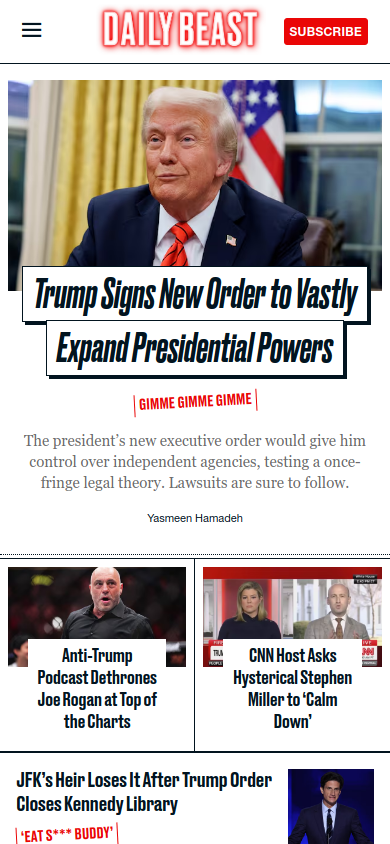 DAILY BEAST
SUBSCRIBE
Trump Signs New Order to Vastly
Expand Presidential Powers
GIMME GIMME GIMME
The president’s new executive order would give him
control over independent agencies, testing a once-
fringe legal theory. Lawsuits are sure to follow.
Yasmeen Hamadeh
Anti-Trump
Podcast Dethrones
Joe Rogan at Top of
the Charts
White House
CNN Host Asks
Hysterical Stephen
Miller to ‘Calm
Down’
JFK’s Heir Loses It After Trump Order
Closes Kennedy Library
‘EAT S*** BUDDY’